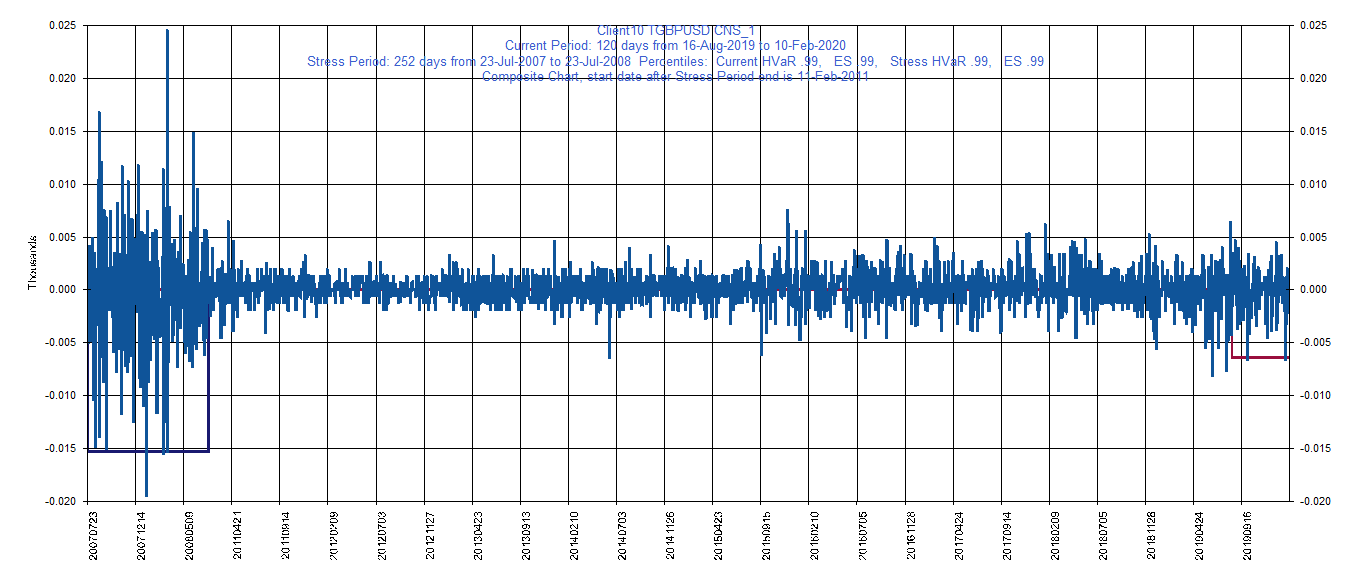 Client10 TGBPUSD CNS_1
Current Period: 120 days from 16-Aug-2019 to 10-Feb-2020
Stress Period: 252 days from 23-Jul-2007 to 23-Jul-2008 Percentiles: Current HVaR .99, ES .99, Stress HVaR .99, ES .99
Composite Chart, start date after Stress Period end is 11-Feb-2011
0.025 0.025
0.020 0.020
0.015 0.015
0.010 0.010
0.005 0.005
Thousands
0.000 0.000
-0.005 -0.005
-0.010 -0.010
-0.015 -0.015
-0.020 -0.020
20070723 20071214 20080509 20110421 20110914 20120209 20120703 20121127 20130423 20130913 20140210 20140703 20141126 20150423 20150915 20160210 20160705 20161128 20170424 20170914 20180209 20180705 20181128 20190424 20190916